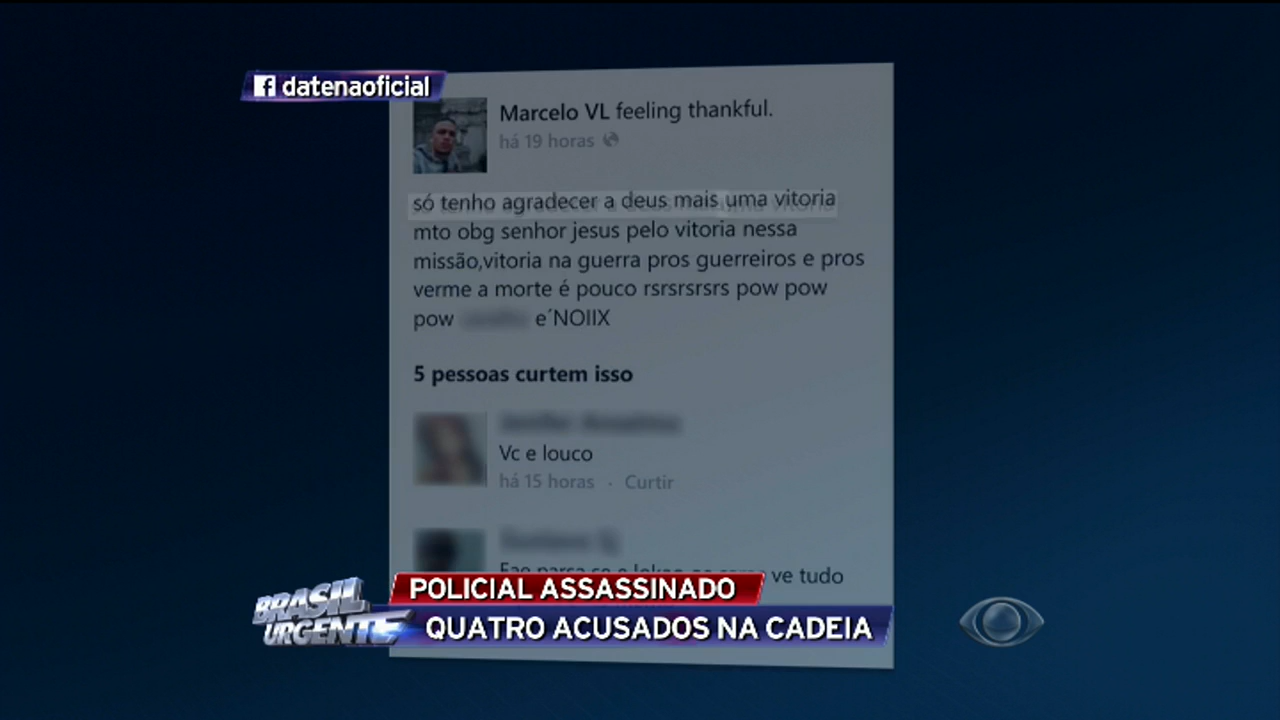 datenaoficial
Marcelo VL feeling thankful.
há 19 horas
só tenho agradecer a deus mais uma vitoria
mto obg senhor jesus pelo vitoria nessa
missão,vitoria na guerra pros guerreiros e pros
verme a morte é pouco rsrsrsrsrs pow pow
pow e´NOIIX
5 pessoas curtem isso
Vc e louco
há 15 horas · Curtir
ve tudo
POLICIAL ASSASSINADO
BRASIL URGENTE
QUATRO ACUSADOS NA CADEIA